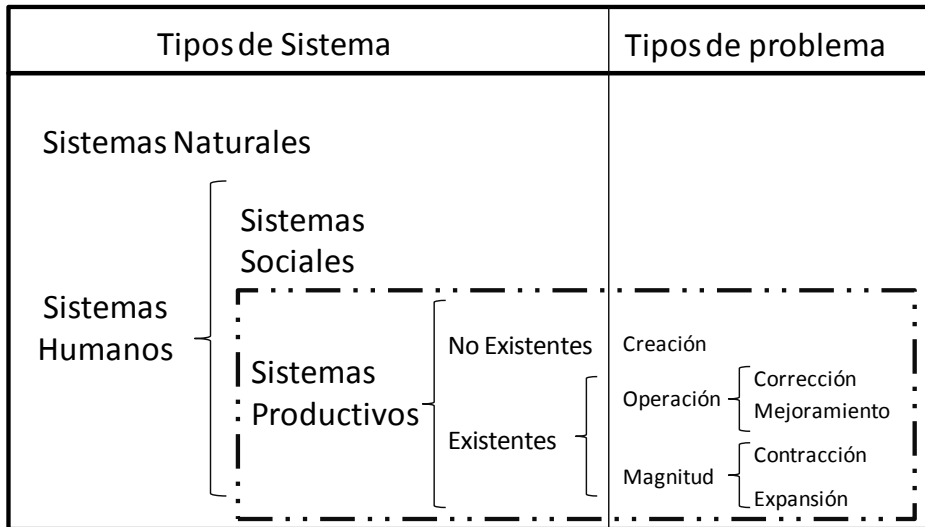 Tipos de Sistema
Tipos de problema
Sistemas Naturales
Sistemas
Sociales
Sistemas
Humanos
Sistemas
Productivos
No Existentes
Existentes
Creación
Operación
Corrección
Mejoramiento
Magnitud
Contracción
Expansión